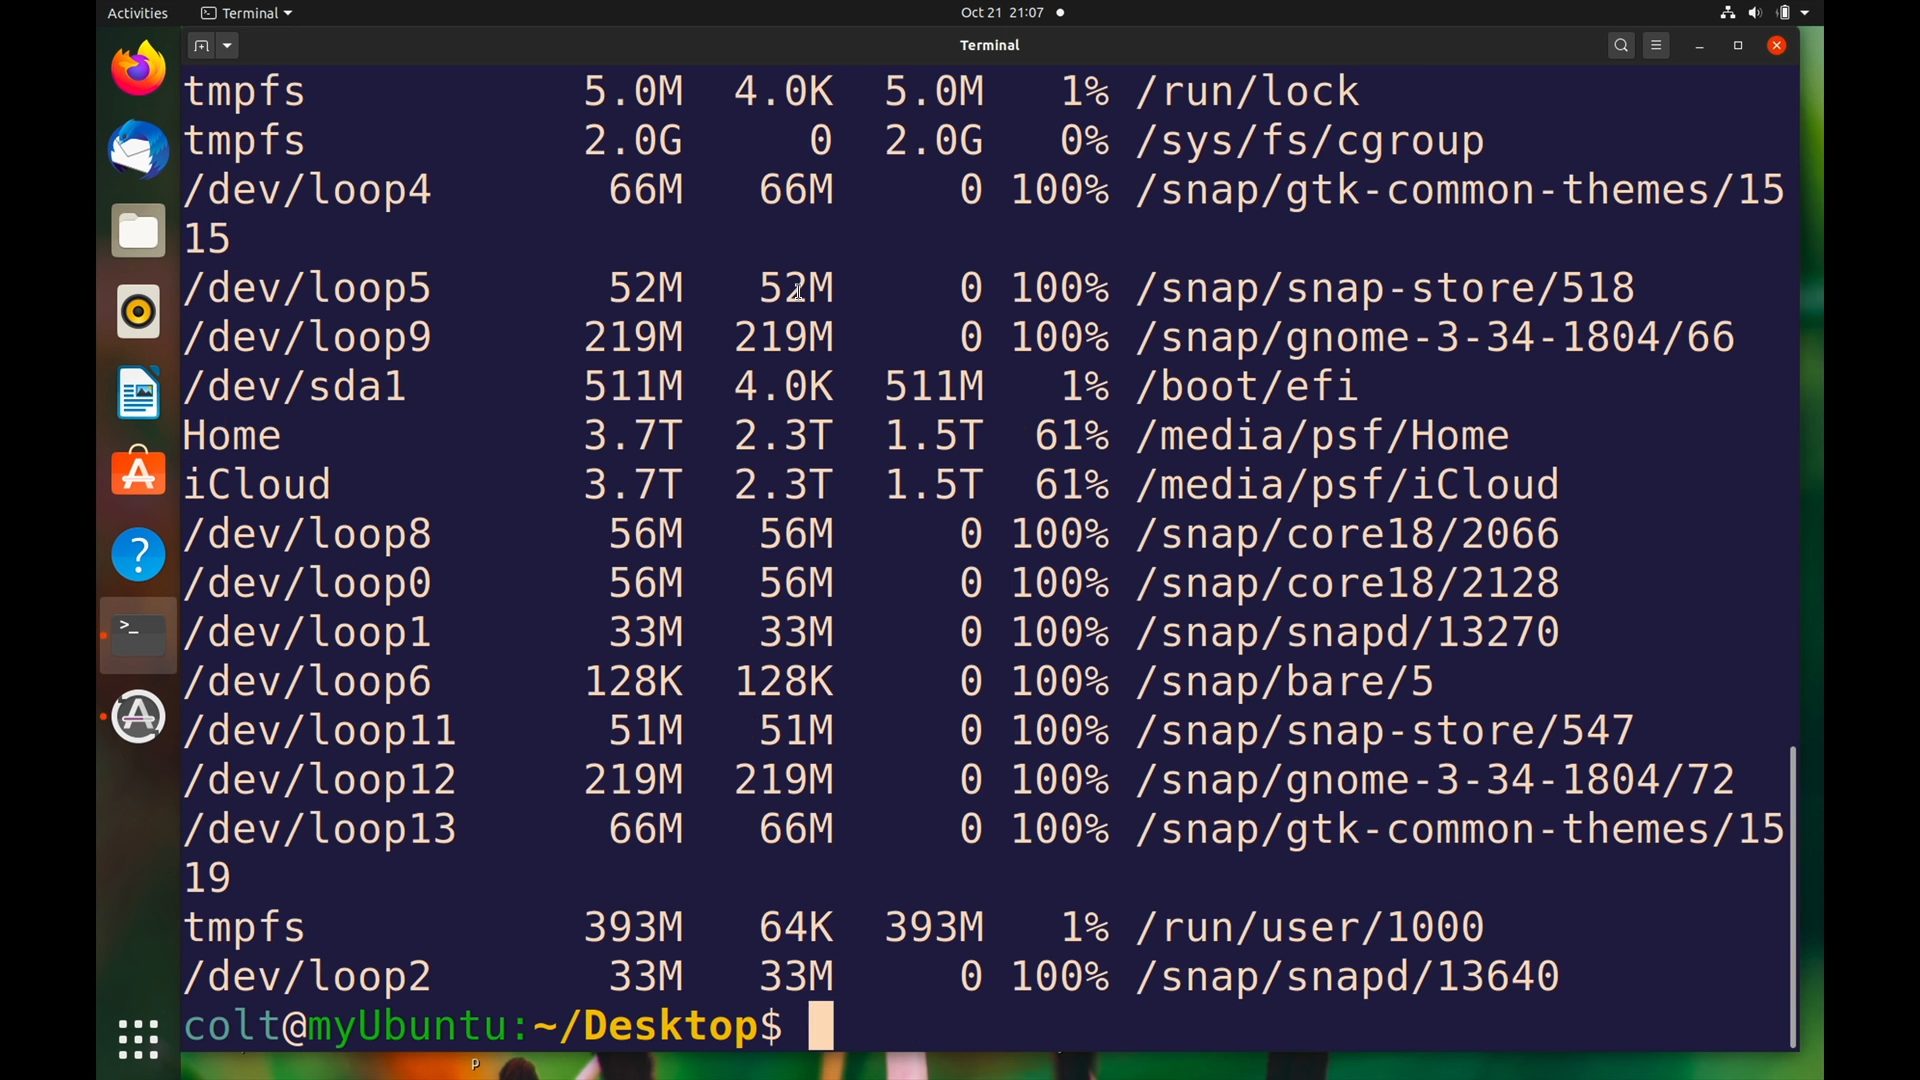 Activities Terminal Oct 21 21:07
Terminal
tmpfs 5.0M 4.0K 5.0M 1% /run/lock
tmpfs 2.0G 0 2.0G 0% /sys/fs/cgroup
/dev/loop4 66M 66M 0 100% /snap/gtk-common-themes/15
15
/dev/loop5 52M 52M 0 100% /snap/snap-store/518
/dev/loop9 219M 219M 0 100% /snap/gnome-3-34-1804/66
/dev/sda1 511M 4.0K 511M 1% /boot/efi
Home 3.7T 2.3T 1.5T 61% /media/psf/Home
iCloud 3.7T 2.3T 1.5T 61% /media/psf/iCloud
/dev/loop8 56M 56M 0 100% /snap/core18/2066
/dev/loop0 56M 56M 0 100% /snap/core18/2128
/dev/loop1 33M 33M 0 100% /snap/snapd/13270
/dev/loop6 128K 128K 0 100% /snap/bare/5
/dev/loop11 51M 51M 0 100% /snap/snap-store/547
/dev/loop12 219M 219M 0 100% /snap/gnome-3-34-1804/72
/dev/loop13 66M 66M 0 100% /snap/gtk-common-themes/15
19
tmpfs 393M 64K 393M 1% /run/user/1000
/dev/loop2 33M 33M 0 100% /snap/snapd/13640
colt@myUbuntu:~/Desktop$